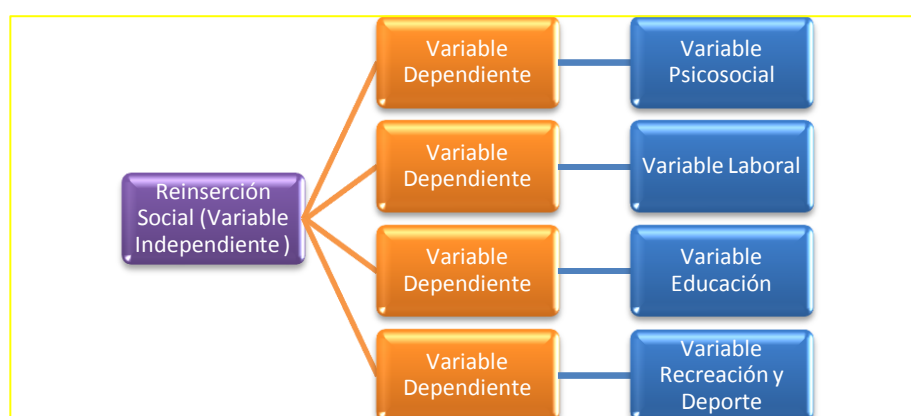 Variable
Dependiente
Variable
Psicosocial
Variable
Dependiente
Variable Laboral
Reinserción
Social (Variable
Independiente )
Variable
Dependiente
Variable
Educación
Variable
Dependiente
Variable
Recreación y
Deporte